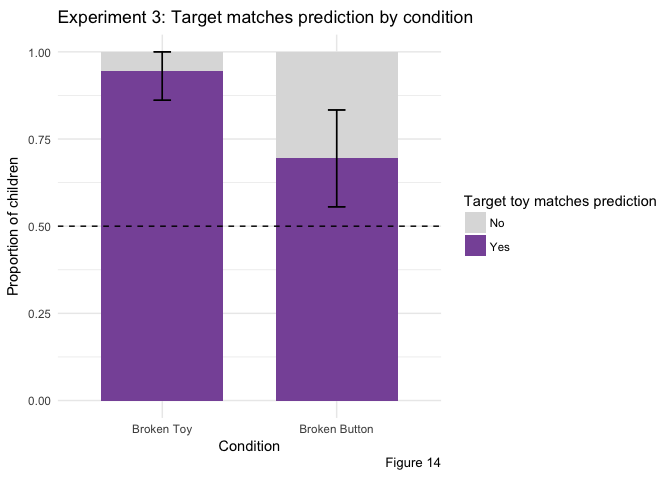 Experiment 3: Target matches prediction by condition
Proportion of children
1.00
0.75
0.50
0.25
0.00
Broken Toy
Broken Button
Condition
Target toy matches prediction
No
Yes
Figure 14